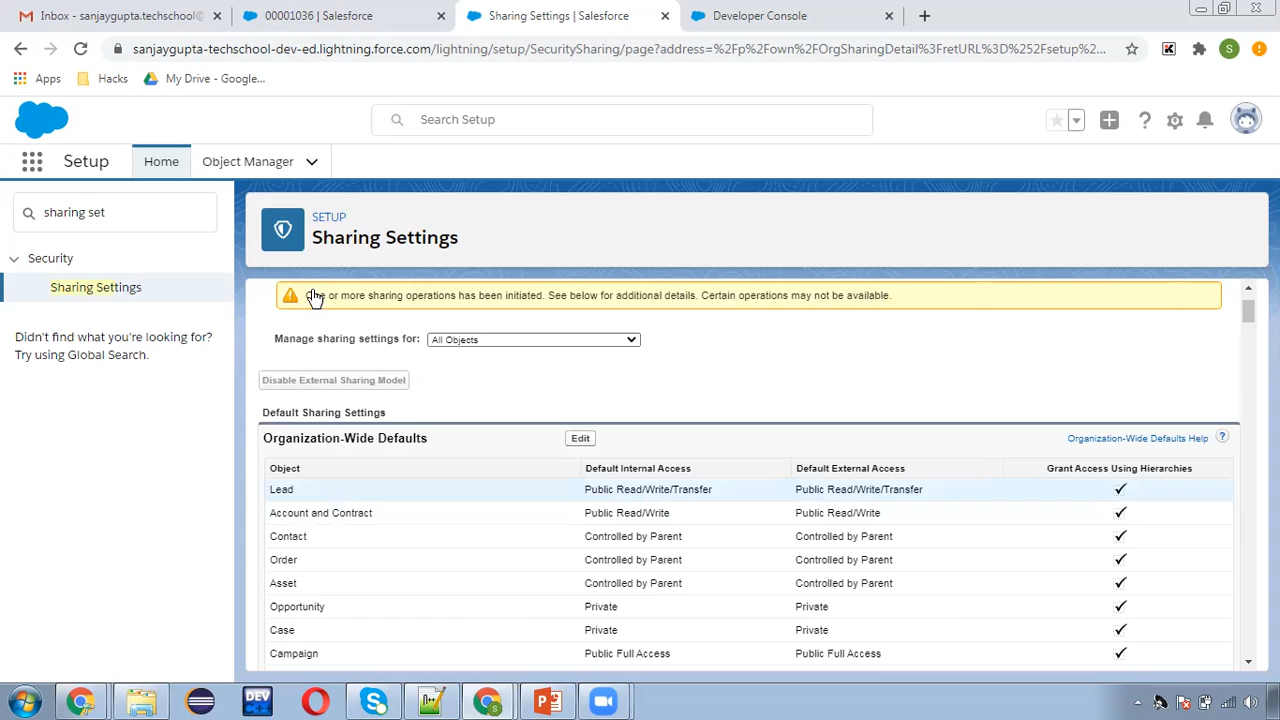 Inbox - sanjaygupta.techschool@
00001036 | Salesforce
Sharing Settings | Salesforce
Developer Console
sanjaygupta-techschool-dev-ed.lightning.force.com/lightning/setup/SecuritySharing/page?address=%2Fp%2Fown%2FOrgSharingDetail%3FretURL%3D%252Fsetup%...
S
Apps
Hacks
My Drive - Google...
Search Setup
Setup
Home
Object Manager
sharing set
Security
Sharing Settings
Didn't find what you're looking for?
Try using Global Search.
SETUP
Sharing Settings
or more sharing operations has been initiated. See below for additional details. Certain operations may not be available.
Manage sharing settings for:
All Objects
Disable External Sharing Model
Default Sharing Settings
Organization-Wide Defaults
Edit
Organization-Wide Defaults Help ?
Object Default Internal Access Default External Access Grant Access Using Hierarchies
Lead Public Read/Write/Transfer Public Read/Write/Transfer
Account and Contract Public Read/Write Public Read/Write
Contact Controlled by Parent Controlled by Parent
Order Controlled by Parent Controlled by Parent
Asset Controlled by Parent Controlled by Parent
Opportunity Private Private
Case Private Private
Campaign Public Full Access Public Full Access
DEV
C++